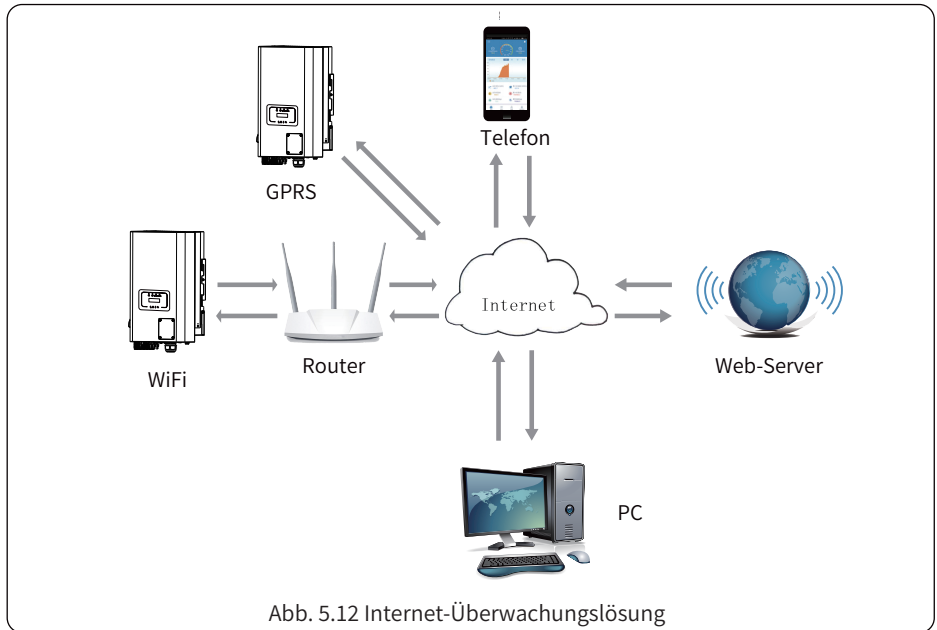 Telefon
GPRS
Internet
WiFi
Router
Web-Server
PC
Abb. 5.12 Internet-Überwachungslösung